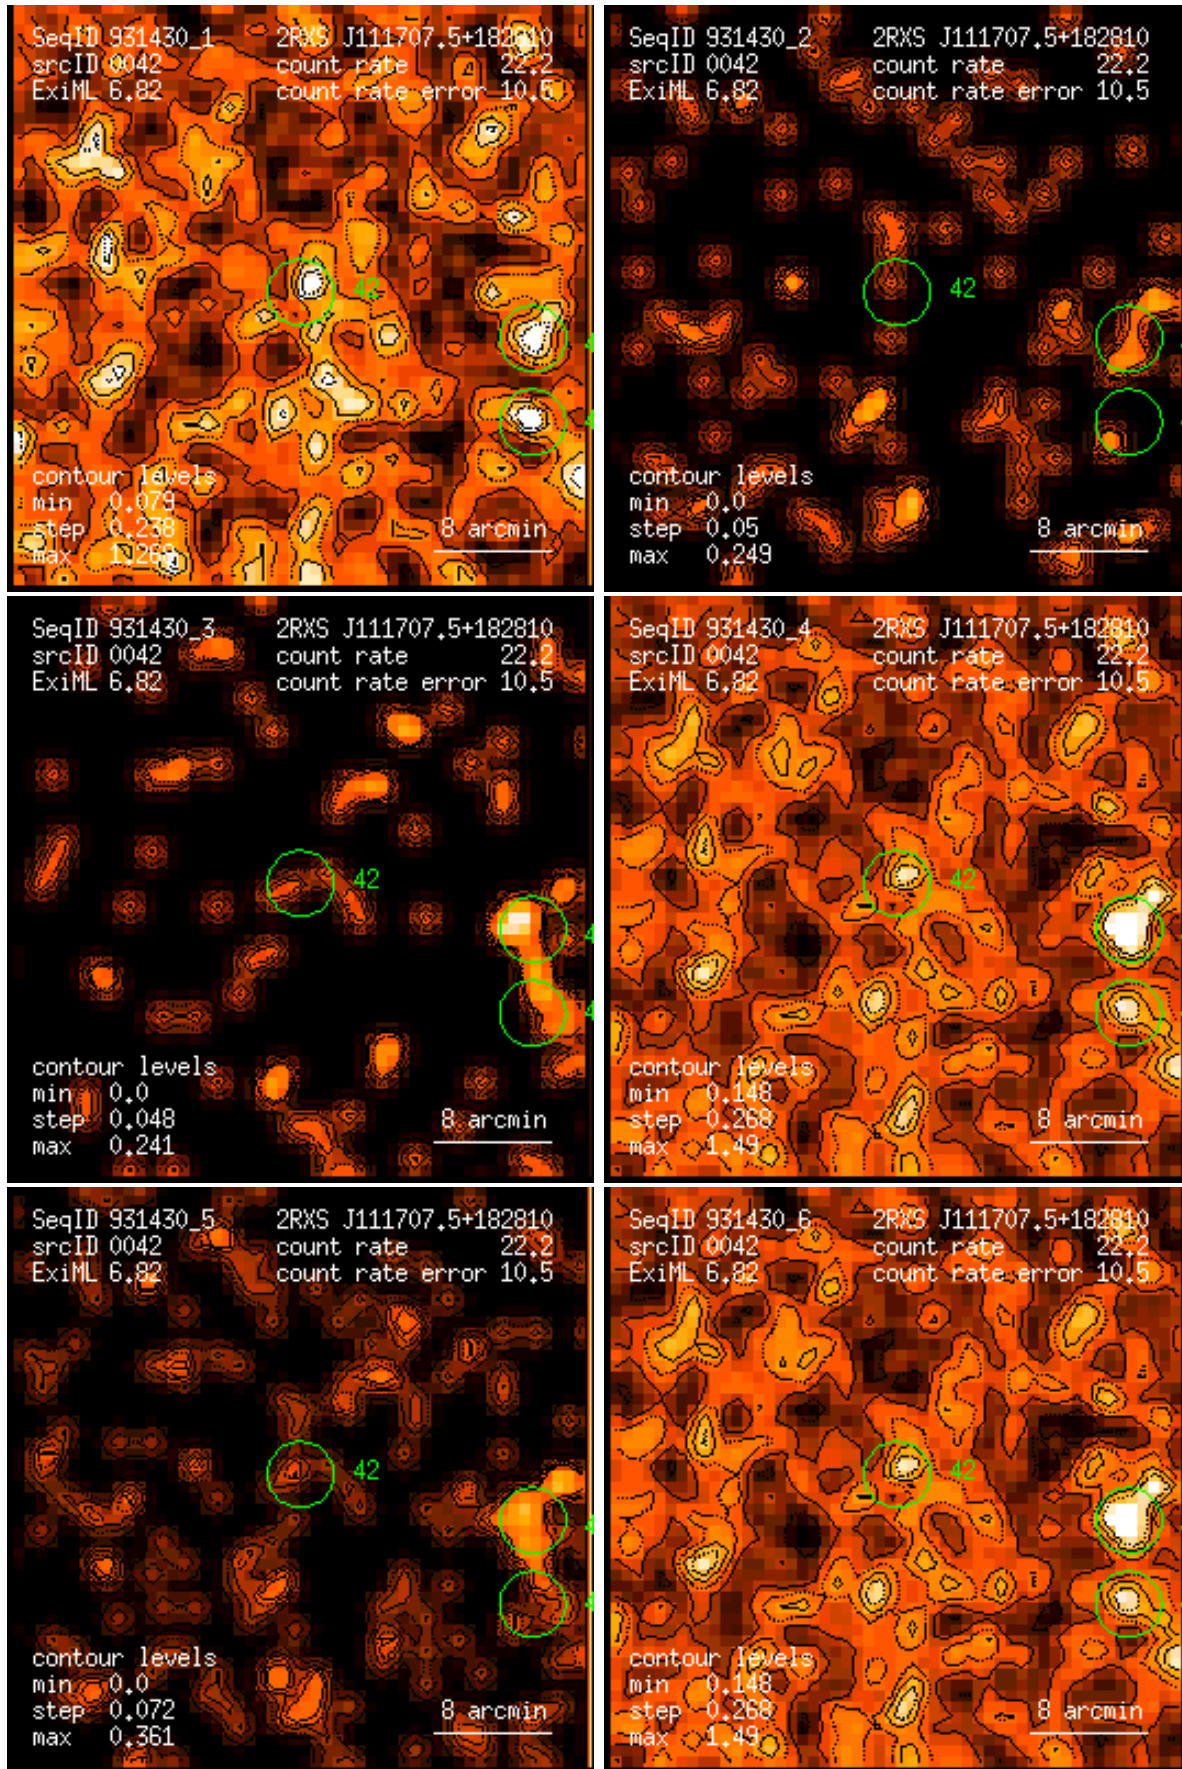 SeqID 931430_1 2RXS J111707.5+182810
srcID 0042 count rate 22.2
ExiML 6.82 count rate error 10.5
42
4
4
contour levels
min 0.079
step 0.238
max 1.269
8 arcmin
SeqID 931430_2 2RXS J111707.5+182810
srcID 0042 count rate 22.2
ExiML 6.82 count rate error 10.5
42
contour levels
min 0.0
step 0.05
max 0.249
8 arcmin
SeqID 931430_3 2RXS J111707.5+182810
srcID 0042 count rate 22.2
ExiML 6.82 count rate error 10.5
42
4
4
contour levels
min 0.0
step 0.048
max 0.241
8 arcmin
SeqID 931430_4 2RXS J111707.5+182810
srcID 0042 count rate 22.2
ExiML 6.82 count rate error 10.5
42
contour levels
min 0.148
step 0.268
max 1.49
8 arcmin
SeqID 931430_5 2RXS J111707.5+182810
srcID 0042 count rate 22.2
ExiML 6.82 count rate error 10.5
42
4
4
contour levels
min 0.0
step 0.072
max 0.361
8 arcmin
SeqID 931430_6 2RXS J111707.5+182810
srcID 0042 count rate 22.2
ExiML 6.82 count rate error 10.5
42
contour levels
min 0.148
step 0.268
max 1.49
8 arcmin